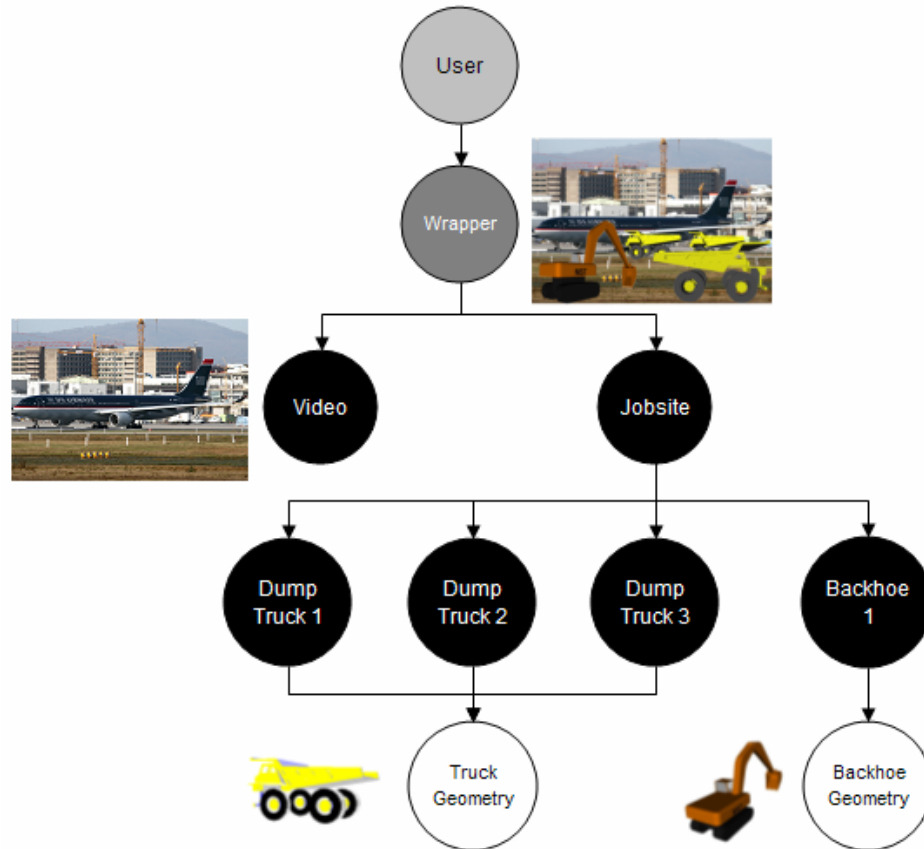 User
Wrapper
Video
Jobsite
Dump
Truck 1
Dump
Truck 2
Dump
Truck 3
Backhoe
1
Truck
Geometry
Backhoe
Geometry